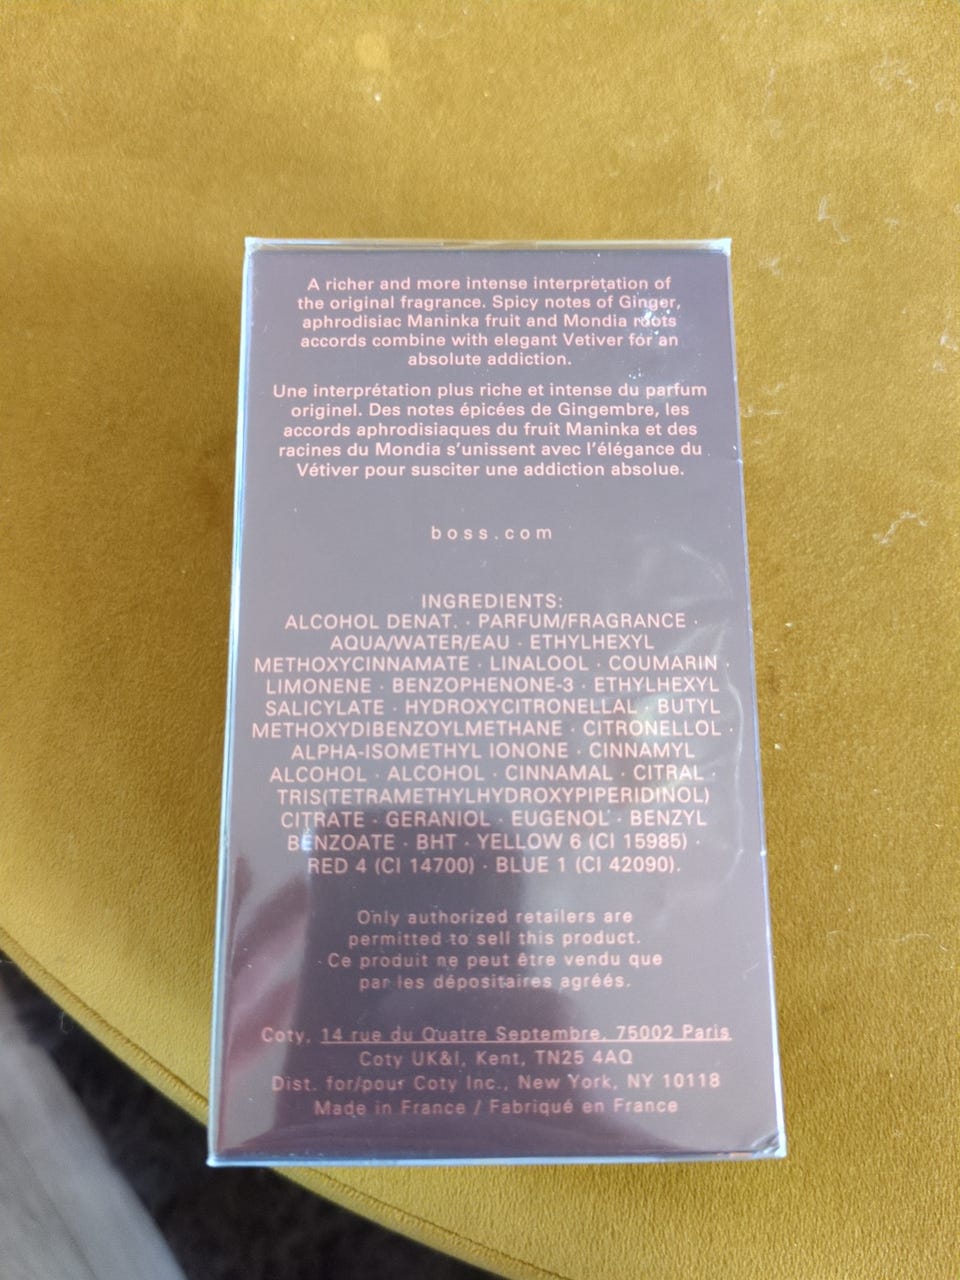 A richer and more intense interpretation of
the original fragrance. Spicy notes of Ginger,
aphrodisiac Maninka fruit and Mondia roots
accords combine with elegant Vetiver for an
absolute addiction.
Une interprétation plus riche et intense du parfum
originel. Des notes épicées de Gingembre, les
accords aphrodisiaques du fruit Maninka et des
racines du Mondia s'unissent avec l'élégance du
Vétiver pour susciter une addiction absolue.
boss.com
INGREDIENTS:
ALCOHOL DENAT. · PARFUM/FRAGRANCE ·
AQUA/WATER/EAU · ETHYLHEXYL
METHOXYCINNAMATE · LINALOOL · COUMARIN ·
LIMONENE · BENZOPHENONE-3 · ETHYLHEXYL
SALICYLATE · HYDROXYCITRONELLAL · BUTYL
METHOXYDIBENZOYLMETHANE · CITRONELLOL ·
ALPHA-ISOMETHYL IONONE · CINNAMYL
ALCOHOL · ALCOHOL · CINNAMAL · CITRAL ·
TRIS(TETRAMETHYLHYDROXYPIPERIDINOL)
CITRATE · GERANIOL · EUGENOL · BENZYL
BENZOATE · BHT · YELLOW 6 (CI 15985) ·
RED 4 (CI 14700) · BLUE 1 (CI 42090).
Only authorized retailers are
permitted to sell this product.
Ce produit ne peut être vendu que
par les dépositaires agréés.
Coty, 14 rue du Quatre Septembre, 75002 Paris
Coty UK&I, Kent, TN25 4AQ
Dist. for/pour Coty Inc., New York, NY 10118
Made in France / Fabriqué en France